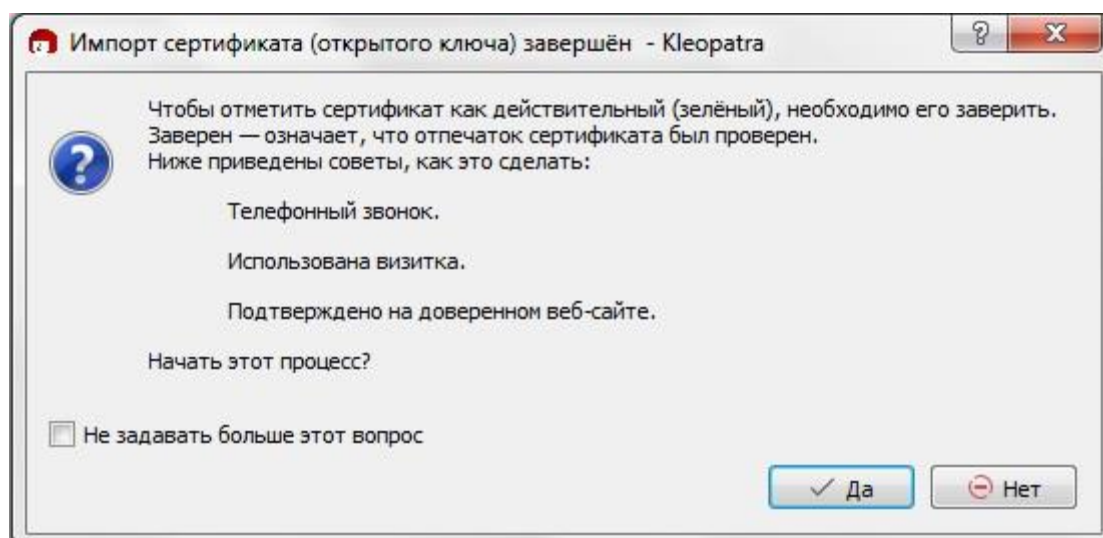 Импорт сертификата (открытого ключа) завершён - Kleopatra
Чтобы отметить сертификат как действительный (зелёный), необходимо его заверить.
Заверен — означает, что отпечаток сертификата был проверен.
Ниже приведены советы, как это сделать:
Телефонный звонок.
Использована визитка.
Подтверждено на доверенном веб-сайте.
Начать этот процесс?
Не задавать больше этот вопрос
Да
Нет